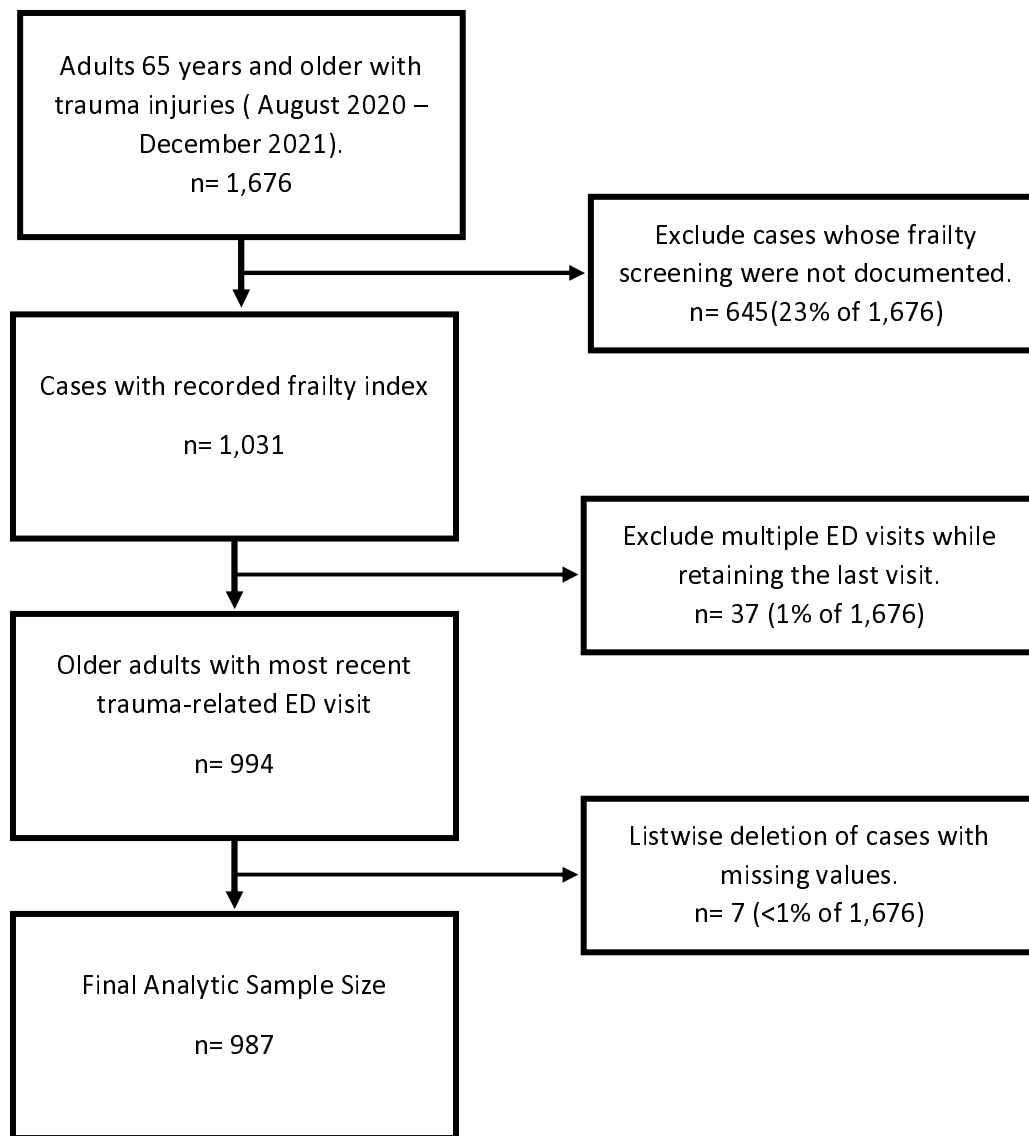 Adults 65 years and older with
trauma injuries ( August 2020 –
December 2021).
n= 1,676
Exclude cases whose frailty
screening were not documented.
n= 645(23% of 1,676)
Cases with recorded frailty index
n= 1,031
Exclude multiple ED visits while
retaining the last visit.
n= 37 (1% of 1,676)
Older adults with most recent
trauma-related ED visit
n= 994
Listwise deletion of cases with
missing values.
n= 7 (<1% of 1,676)
Final Analytic Sample Size
n= 987